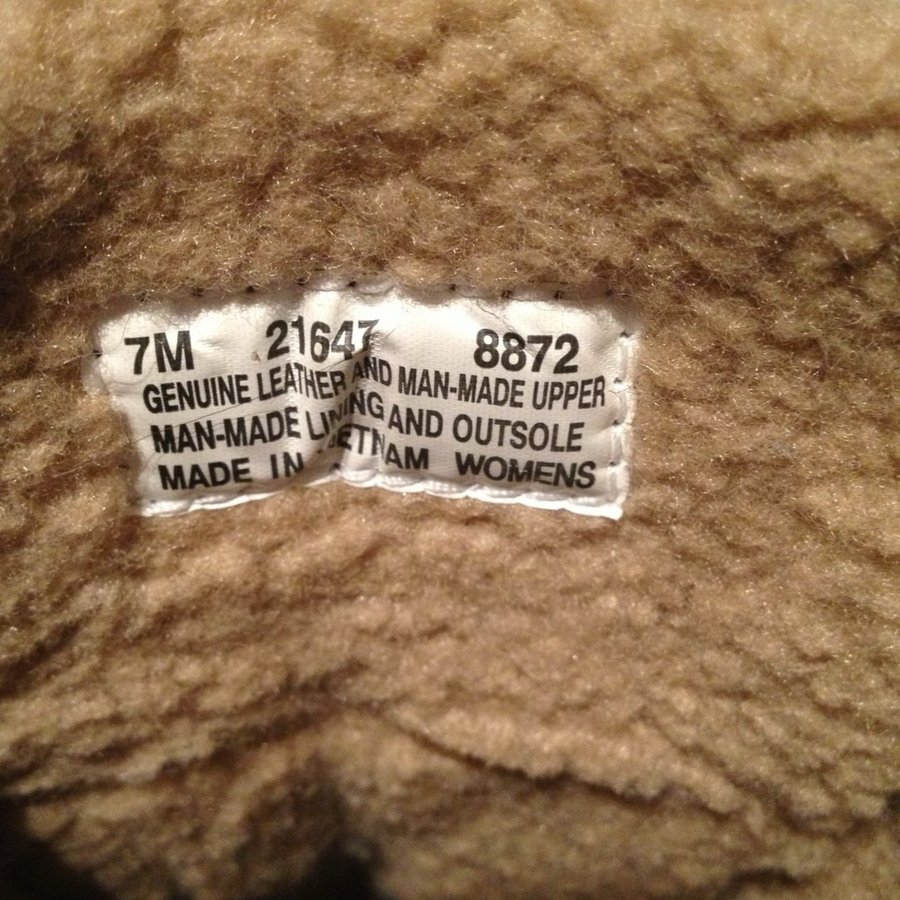 7M 21647 8872
GENUINE LEATHER AND MAN-MADE UPPER
MAN-MADE LINING AND OUTSOLE
MADE IN VIETNAM WOMENS